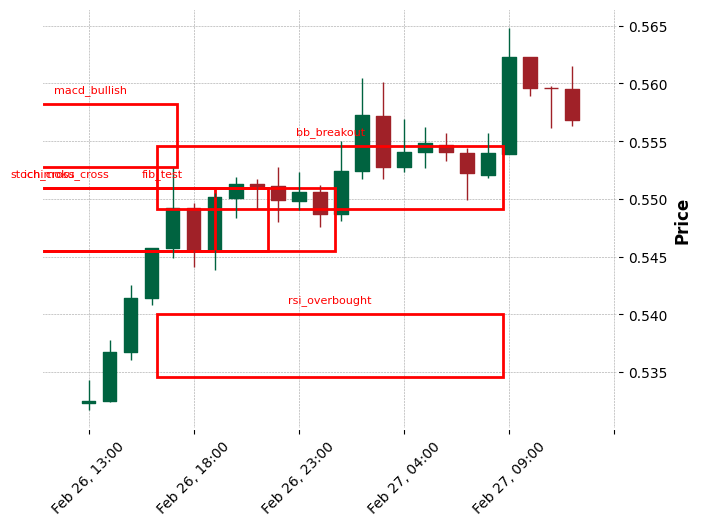 macd_bullish
bb_breakout
fib_test
rsi_overbought
0.565
0.560
0.555
0.550
0.545
0.540
0.535
Price
Feb 26, 13:00
Feb 26, 18:00
Feb 26, 23:00
Feb 27, 04:00
Feb 27, 09:00